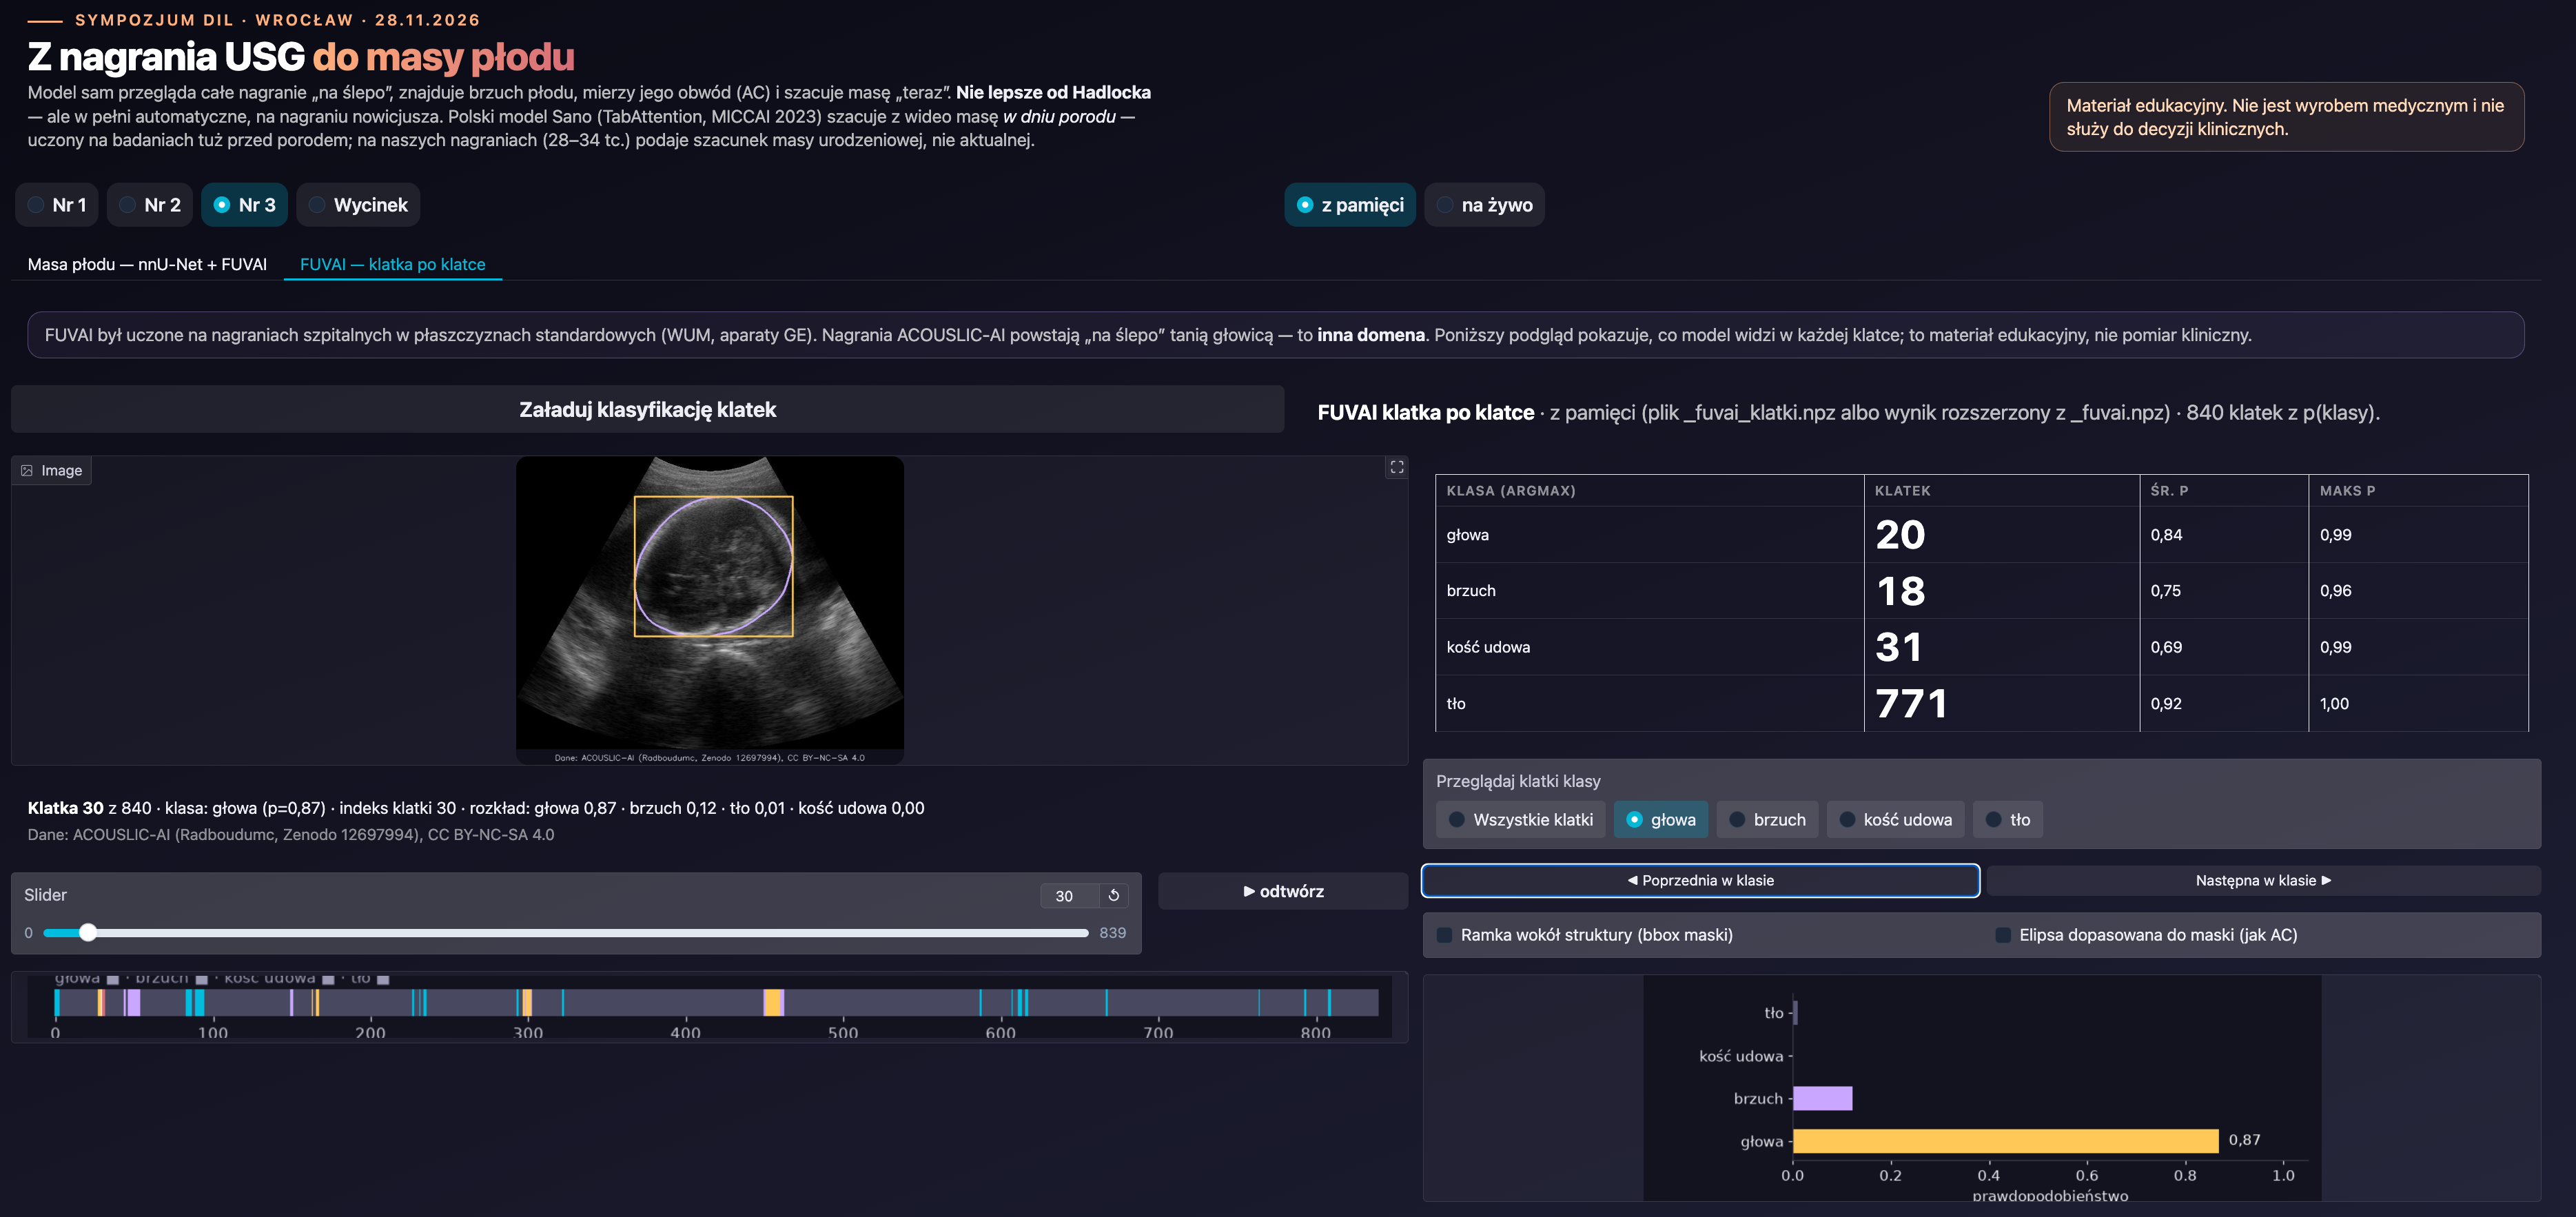 SYMPOZJUM DIL · WROCŁAW · 28.11.2026
Z nagrania USG do masy płodu
Model sam przegląda całe nagranie „na ślepo”, znajduje brzuch płodu, mierzy jego obwód (AC) i szacuje masę „teraz”. Nie lepsze od Hadlocka
— ale w pełni automatyczne, na nagraniu nowicjusza. Polski model Sano (TabAttention, MICCAI 2023) szacuje z wideo masę w dniu porodu —
uczony na badaniach tuż przed porodem; na naszych nagraniach (28–34 tc.) podaje szacunek masy urodzeniowej, nie aktualnej.
Materiał edukacyjny. Nie jest wyrobem medycznym i nie
służy do decyzji klinicznych.
Nr 1
Nr 2
Nr 3
Wycinek
z pamięci
na żywo
Masa płodu — nnU-Net + FUVAI
FUVAI — klatka po klatce
FUVAI był uczone na nagraniach szpitalnych w płaszczyznach standardowych (WUM, aparaty GE). Nagrania ACOUSLIC-AI powstają „na ślepo” tanią głowicą — to inna domena. Poniższy podgląd pokazuje, co model widzi w każdej klatce; to materiał edukacyjny, nie pomiar kliniczny.
Załaduj klasyfikację klatek
FUVAI klatka po klatce · z pamięci (plik _fuvai_klatki.npz albo wynik rozszerzony z _fuvai.npz) · 840 klatek z p(klasy).
Image
Dane: ACOUSLIC-AI (Radboudumc, Zenodo 12697994), CC BY-NC-SA 4.0
KLASA (ARGMAX) KLATEK ŚR. P MAKS P
głowa 20 0,84 0,99
brzuch 18 0,75 0,96
kość udowa 31 0,69 0,99
tło 771 0,92 1,00
Klatka 30 z 840 · klasa: głowa (p=0,87) · indeks klatki 30 · rozkład: głowa 0,87 · brzuch 0,12 · tło 0,01 · kość udowa 0,00
Dane: ACOUSLIC-AI (Radboudumc, Zenodo 12697994), CC BY-NC-SA 4.0
Przeglądaj klatki klasy
Wszystkie klatki
głowa
brzuch
kość udowa
tło
Slider
30
0
839
▶ odtwórz
◀ Poprzednia w klasie
Następna w klasie ▶
Ramka wokół struktury (bbox maski)
Elipsa dopasowana do maski (jak AC)
głowa · brzuch · kość udowa · tło
0 100 200 300 400 500 600 700 800
tło
kość udowa
brzuch
głowa
0,87
0.0 0.2 0.4 0.6 0.8 1.0
prawdopodobieństwo